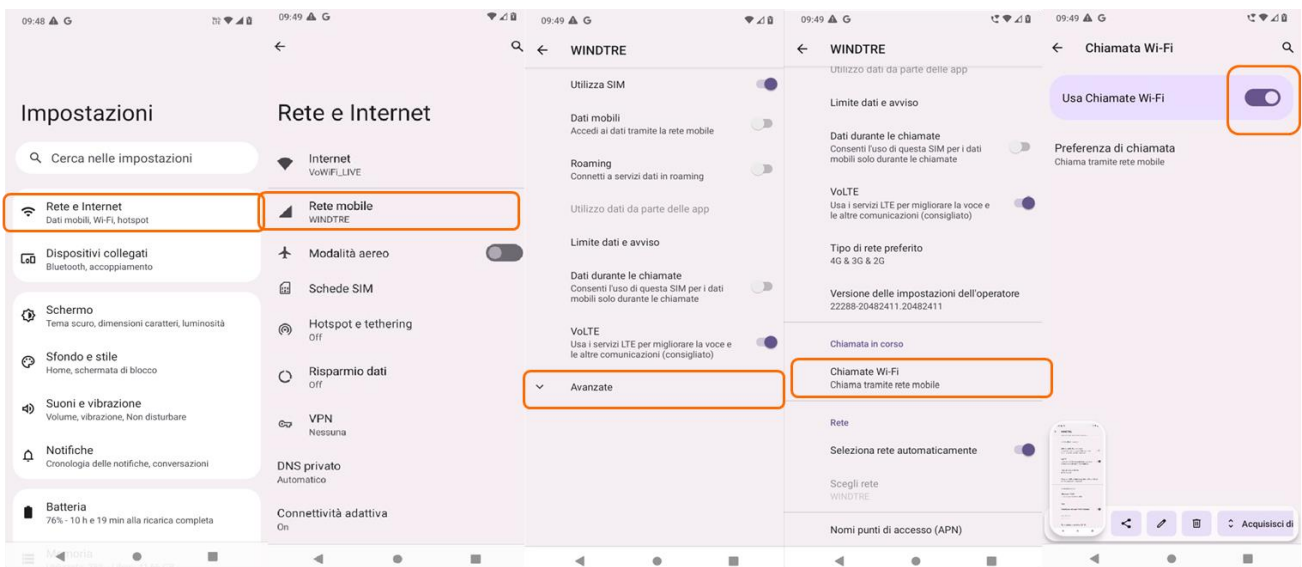 09:48 G
Impostazioni
Cerca nelle impostazioni
Rete e Internet
Dati mobili, Wi-Fi, hotspot
Dispositivi collegati
Bluetooth, accoppiamento
Schermo
Tema scuro, dimensioni caratteri, luminosità
Sfondo e stile
Home, schermata di blocco
Suoni e vibrazione
Volume, vibrazione, Non disturbare
Notifiche
Cronologia delle notifiche, conversazioni
Batteria
76% - 10 h e 19 min alla ricarica completa
Memoria
09:49 G
Rete e Internet
Internet
VoWiFi_LIVE
Rete mobile
WINDTRE
Modalità aereo
Schede SIM
Hotspot e tethering
Off
Risparmio dati
Off
VPN
Nessuna
DNS privato
Automatico
Connettività adattiva
On
09:49 G
WINDTRE
Utilizza SIM
Dati mobili
Accedi ai dati tramite la rete mobile
Roaming
Connetti a servizi dati in roaming
Utilizzo dati da parte delle app
Limite dati e avviso
Dati durante le chiamate
Consenti l'uso di questa SIM per i dati
mobili solo durante le chiamate
VoLTE
Usa i servizi LTE per migliorare la voce e
le altre comunicazioni (consigliato)
Avanzate
09:49 G
WINDTRE
Utilizzo dati da parte delle app
Limite dati e avviso
Dati durante le chiamate
Consenti l'uso di questa SIM per i dati
mobili solo durante le chiamate
VoLTE
Usa i servizi LTE per migliorare la voce e
le altre comunicazioni (consigliato)
Tipo di rete preferito
4G & 3G & 2G
Versione delle impostazioni dell'operatore
22288-20482411.20482411
Chiamata in corso
Chiamate Wi-Fi
Chiama tramite rete mobile
Rete
Seleziona rete automaticamente
Scegli rete
WINDTRE
Nomi punti di accesso (APN)
09:49 G
Chiamata Wi-Fi
Usa Chiamate Wi-Fi
Preferenza di chiamata
Chiama tramite rete mobile
Acquisisci di